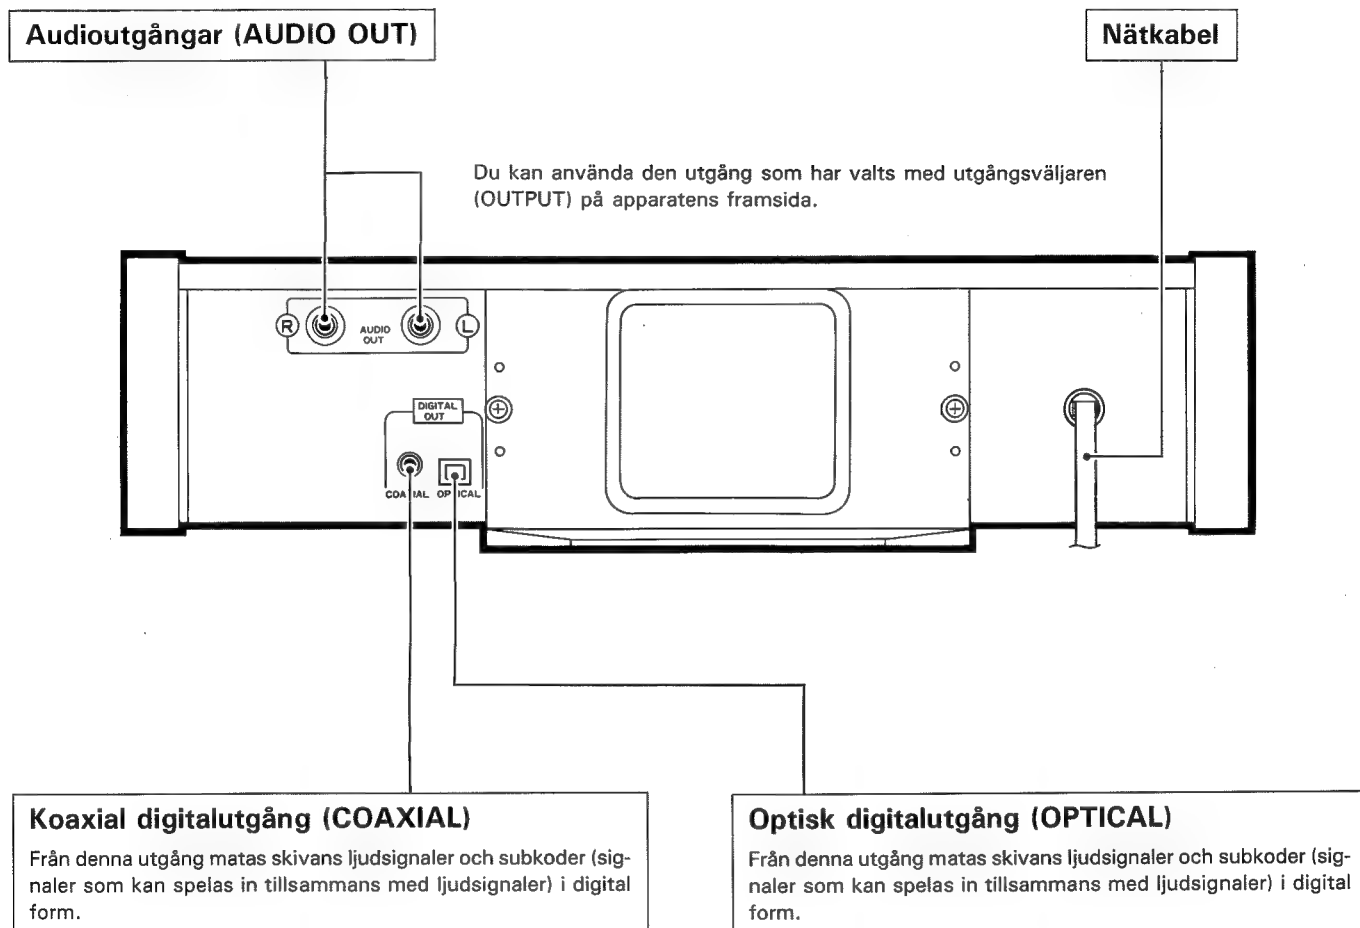 Audioutgångar (AUDIO OUT)
Nätkabel
Du kan använda den utgång som har valts med utgångsväljaren
(OUTPUT) på apparatens framsida.
R
AUDIO
OUT
L
DIGITAL
OUT
COAXIAL OPTICAL
Koaxial digitalutgång (COAXIAL)
Från denna utgång matas skivans ljudsignaler och subkoder (sig-
naler som kan spelas in tillsammans med ljudsignaler) i digital
form.
Optisk digitalutgång (OPTICAL)
Från denna utgång matas skivans ljudsignaler och subkoder (sig-
naler som kan spelas in tillsammans med ljudsignaler) i digital
form.